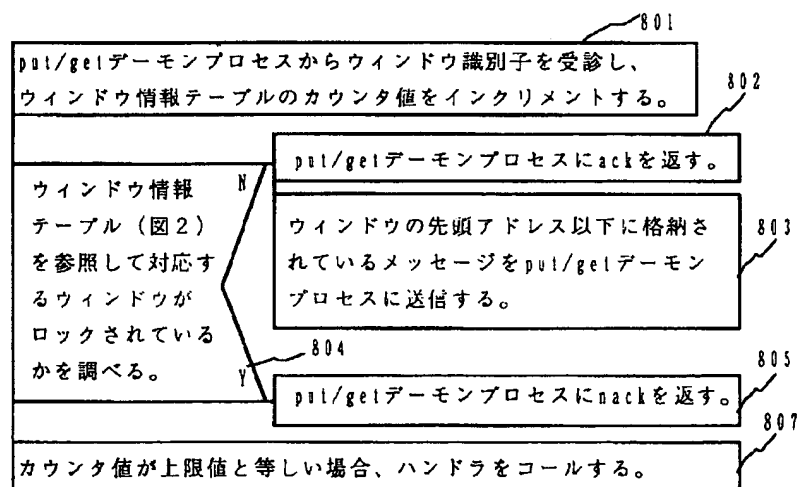 801
put/getデーモンプロセスからウィンドウ識別子を受診し、
ウィンドウ情報テーブルのカウンタ値をインクリメントする。
802
put/getデーモンプロセスにackを返す。
ウィンドウ情報
テーブル（図2）
を参照して対応す
るウィンドウが
ロックされている
かを調べる。
N
Y
ウィンドウの先頭アドレス以下に格納さ
れているメッセージをput/getデーモン
プロセスに送信する。
803
804
805
put/getデーモンプロセスにnackを返す。
807
カウンタ値が上限値と等しい場合、ハンドラをコールする。